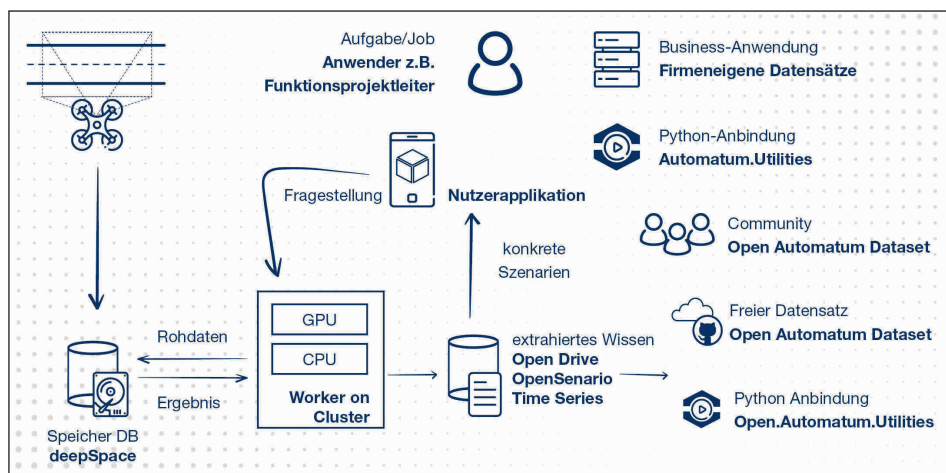 Aufgabe/Job
Anwender z.B.
Funktionsprojektleiter
Business-Anwendung
Firmeneigene Datensätze
Python-Anbindung
Automatum.Utilities
Fragestellung
Nutzerapplikation
Community
Open Automatum Dataset
konkrete
Szenarien
Freier Datensatz
Open Automatum Dataset
GPU
CPU
Worker on
Cluster
Rohdaten
Ergebnis
extrahiertes Wissen
Open Drive
OpenSenario
Time Series
Python Anbindung
Open.Automatum.Utilities
Speicher DB
deepSpace